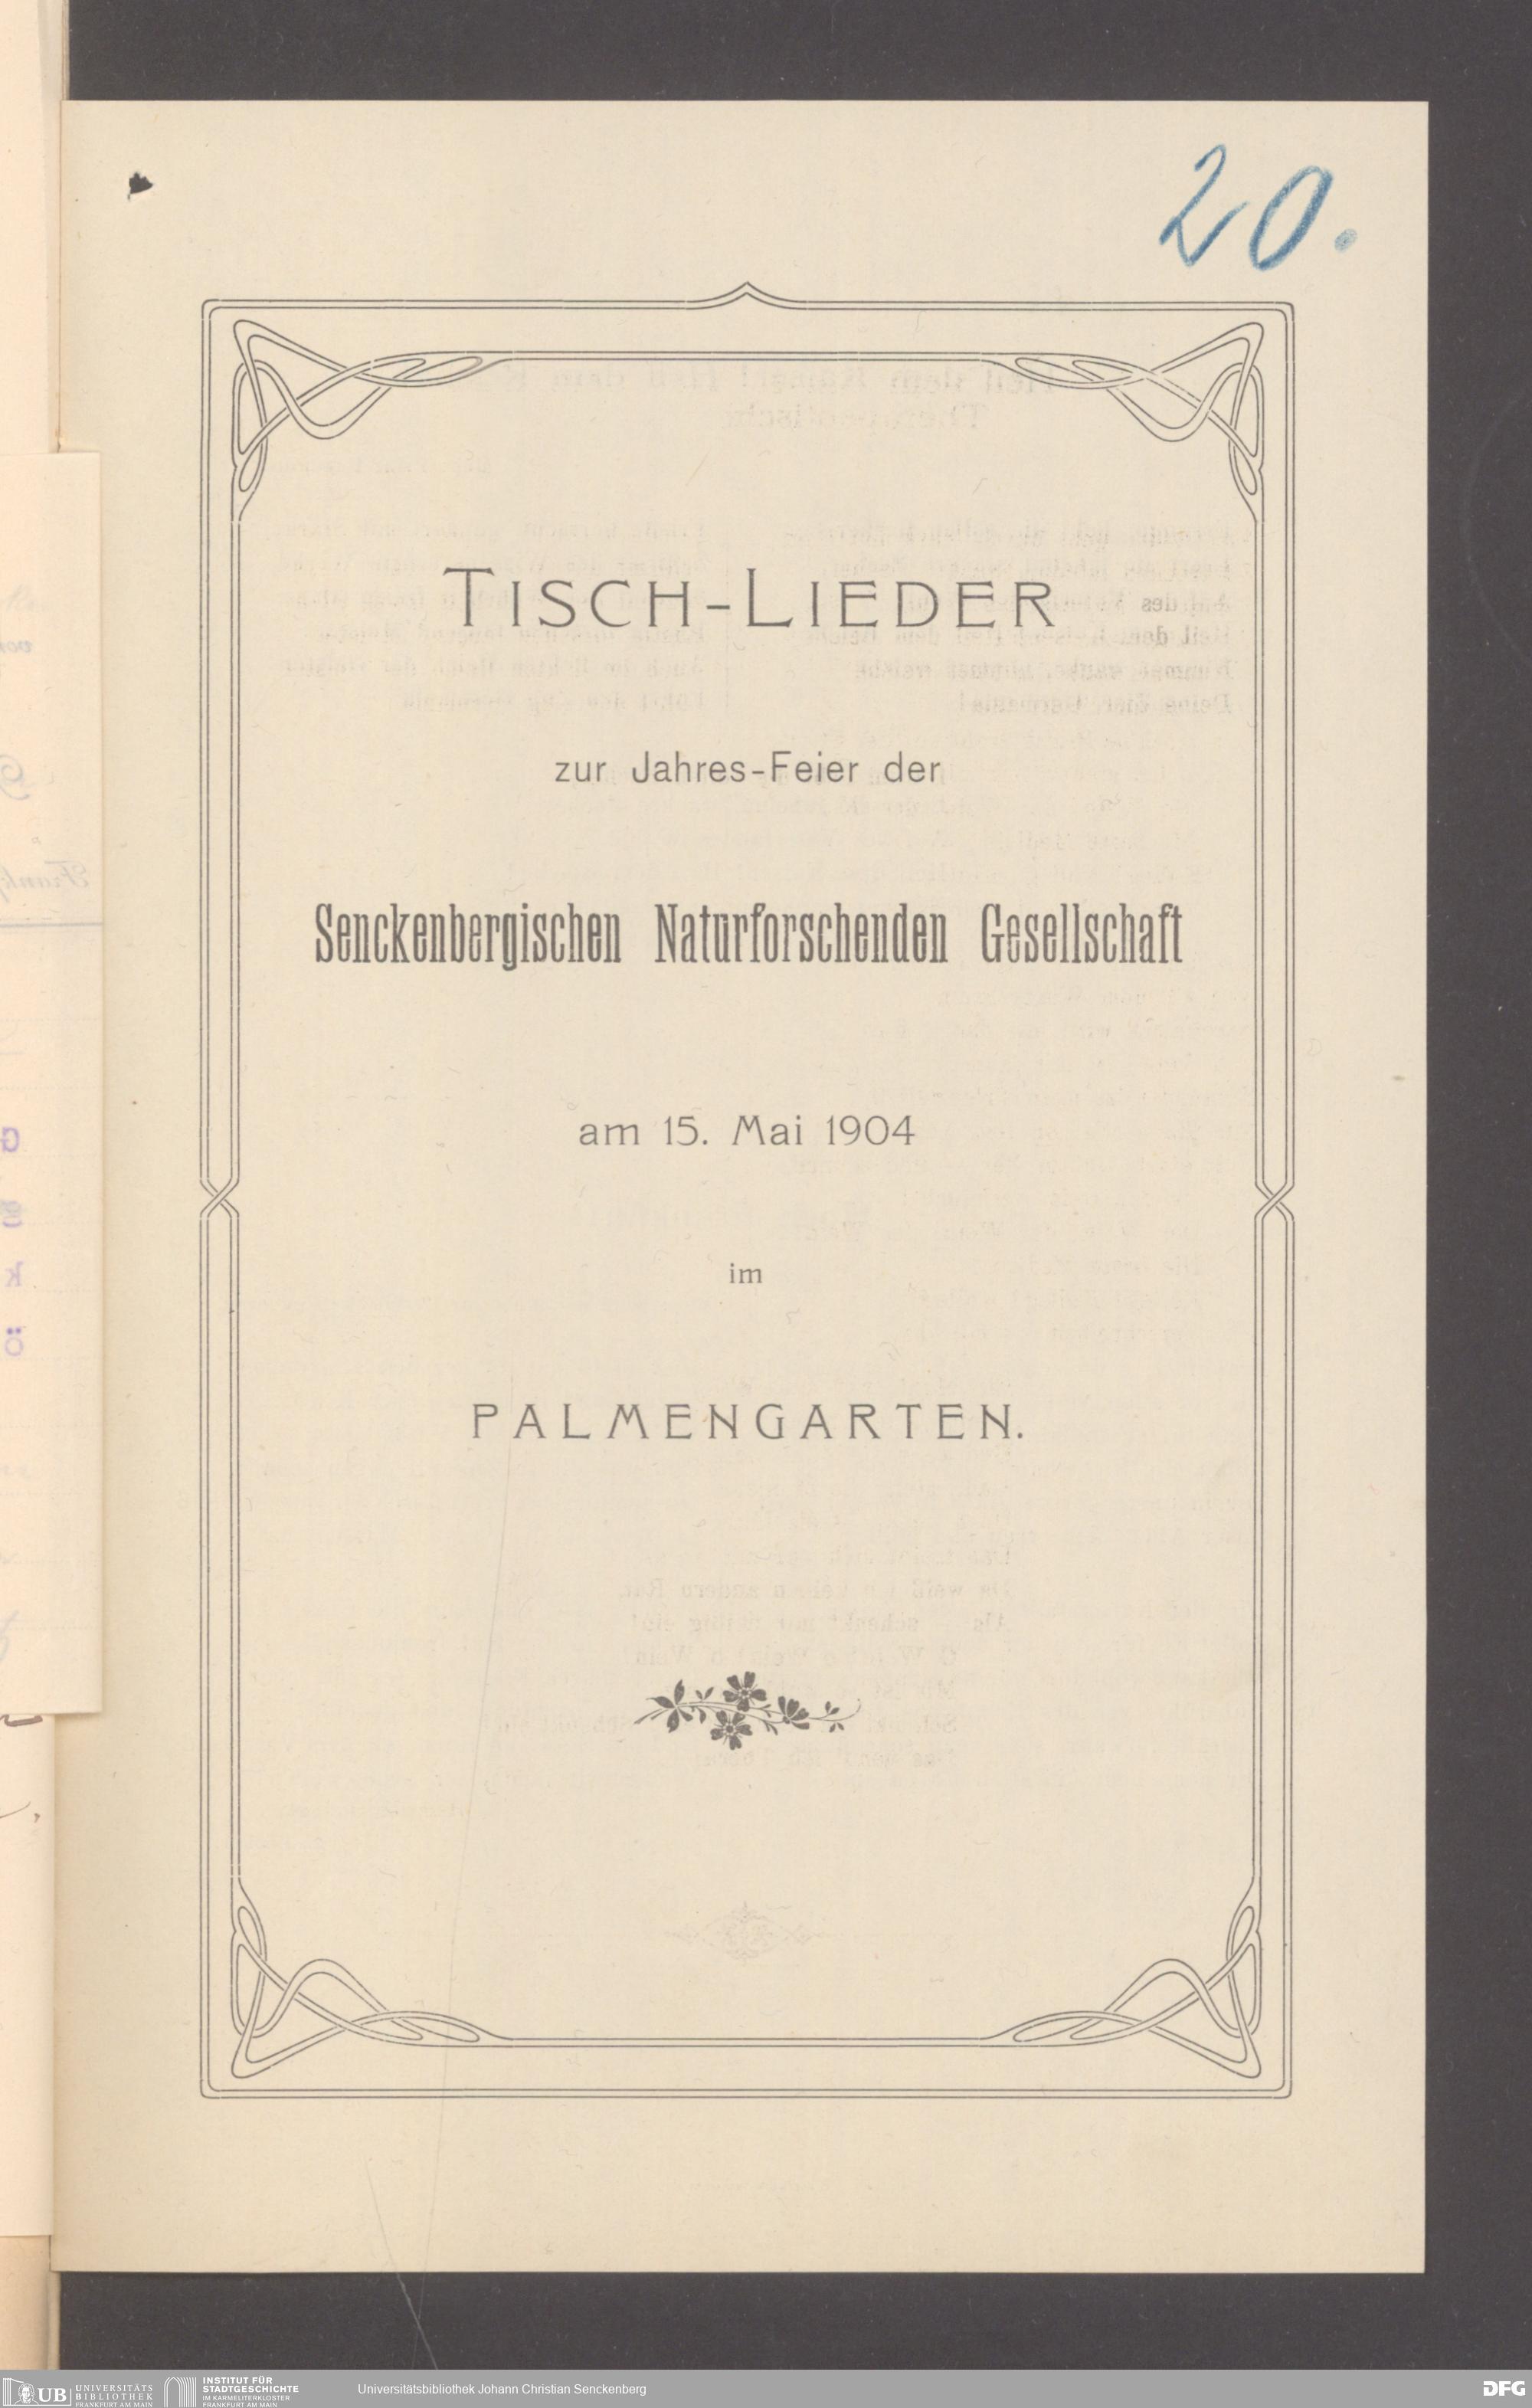 20.
TISCH-LIEDER
zur Jahres-Feier der
Senckenbergischen Naturforschenden Gesellschaft
am 15. Mai 1904
im
PALMENGARTEN.
UB UNIVERSITÄTS
BIBLIOTHEK
FRANKFURT AM MAIN
INSTITUT FÜR
STADTGESCHICHTE
IM KARMELITERKLOSTER
FRANKFURT AM MAIN
Universitätsbibliothek Johann Christian Senckenberg
DFG